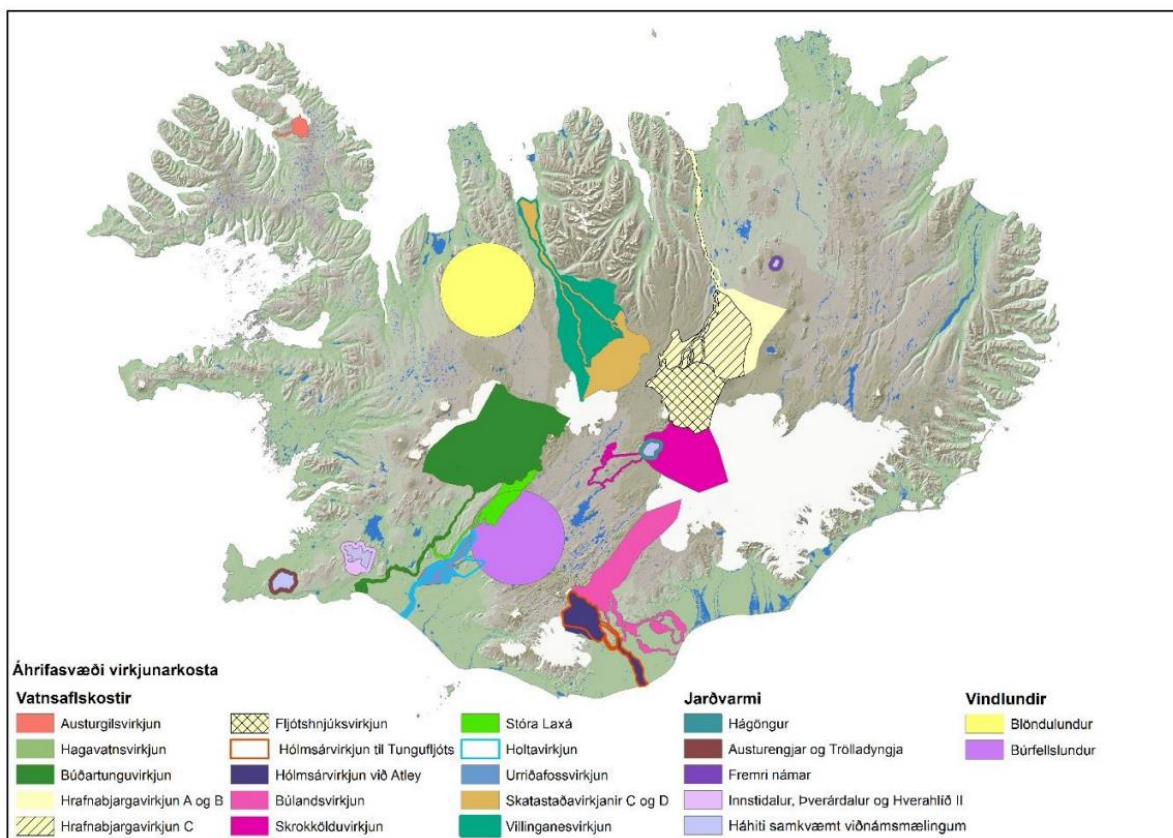 Áhrifasvæði virkjunarkosta
Vatnsaflskostir
Austurgilsvirkjun
Hagavatnsvirkjun
Búðartunguvirkjun
Hrafnabjargavirkjun A og B
Hrafnabjargavirkjun C
Fljótshnjúksvirkjun
Hólmsárvirkjun til Tungufljóts
Hólmsárvirkjun við Atley
Búlandsvirkjun
Skrokkölduvirkjun
Stóra Laxá
Holtavirkjun
Urriðafossvirkjun
Skatastaðavirkjanir C og D
Villinganesvirkjun
Jarðvarmi
Hágöngur
Austurengjar og Trölladyngja
Fremri námar
Innstidalur, Þverárdalur og Hverahlíð II
Háhiti samkvæmt viðnámsmælingum
Vindlundir
Blöndulundur
Búrfellslundur